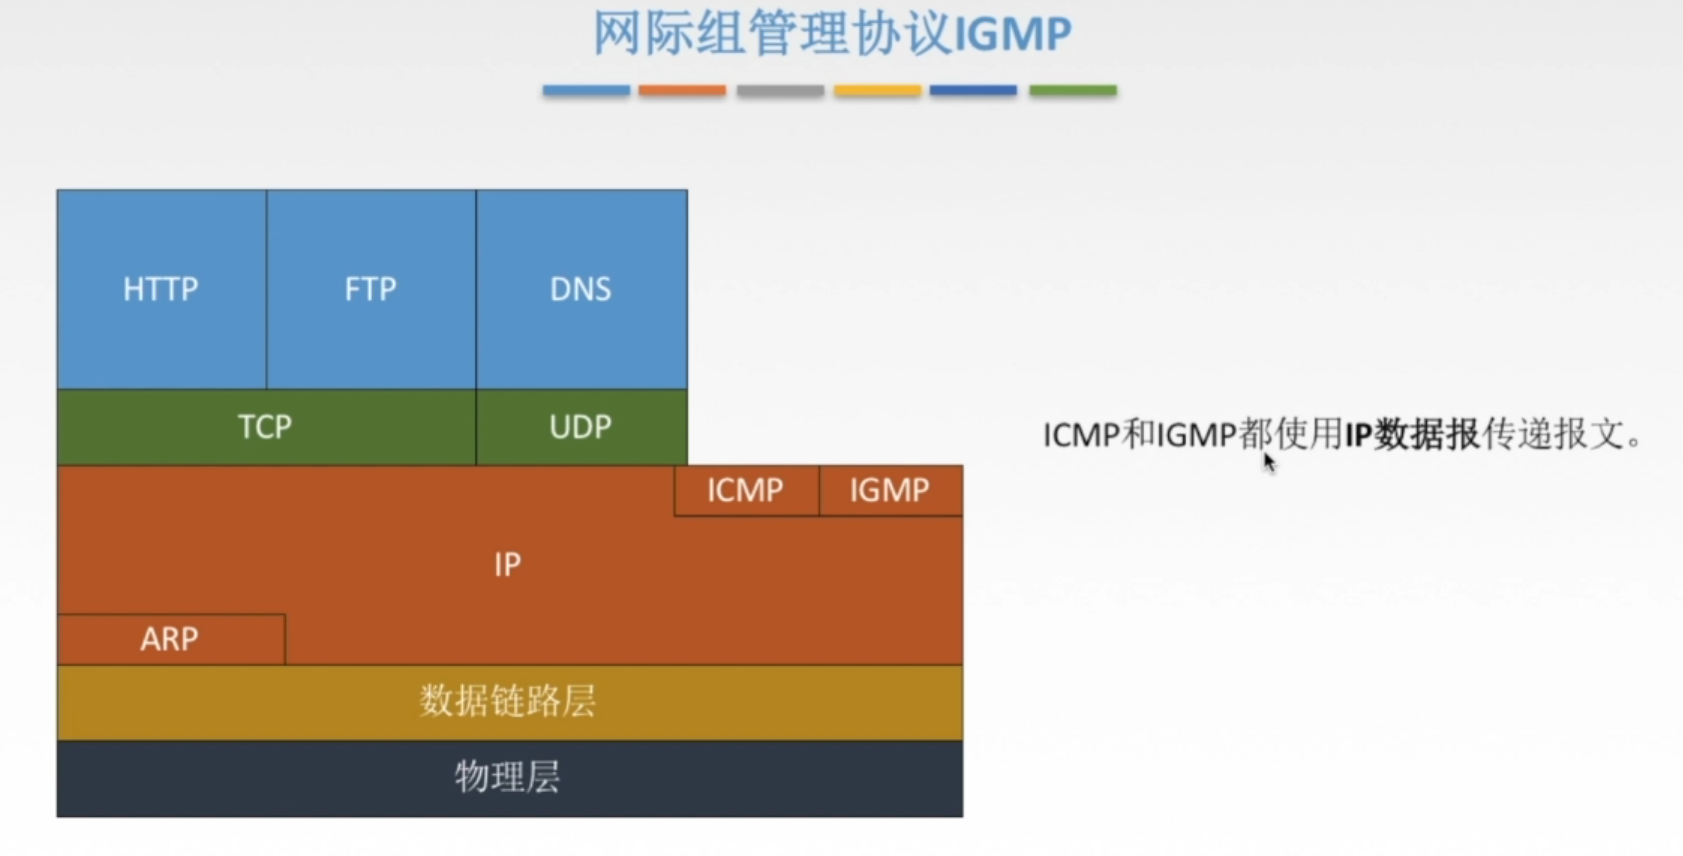 网际组管理协议IGMP
HTTP
FTP
DNS
TCP
UDP
ICMP和IGMP都使用IP数据报传递报文。
ICMP
IGMP
IP
ARP
数据链路层
物理层